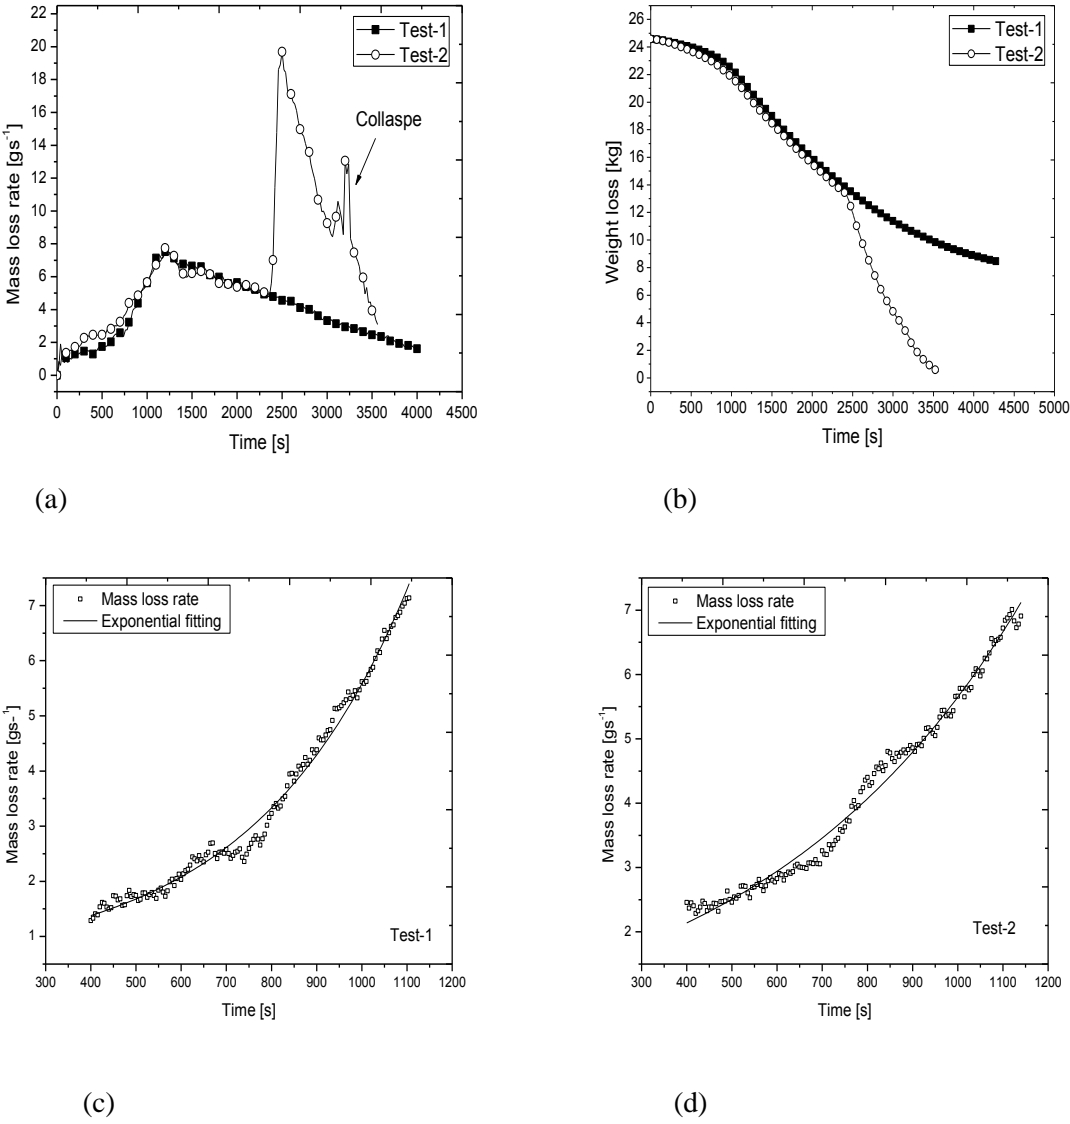 Test-1
Test-2
Collaspe
Mass loss rate [gs-1]
22
20
18
16
14
12
10
8
6
4
2
0
0 500 1000 1500 2000 2500 3000 3500 4000 4500
Time [s]
(a)
Test-1
Test-2
Weight loss [kg]
26
24
22
20
18
16
14
12
10
8
6
4
2
0
0 500 1000 1500 2000 2500 3000 3500 4000 4500 5000
Time [s]
(b)
Mass loss rate
Exponential fitting
Mass loss rate [gs-1]
7
6
5
4
3
2
1
Test-1
300 400 500 600 700 800 900 1000 1100 1200
Time [s]
(c)
Mass loss rate
Exponential fitting
Mass loss rate [gs-1]
7
6
5
4
3
2
Test-2
300 400 500 600 700 800 900 1000 1100 1200
Time [s]
(d)